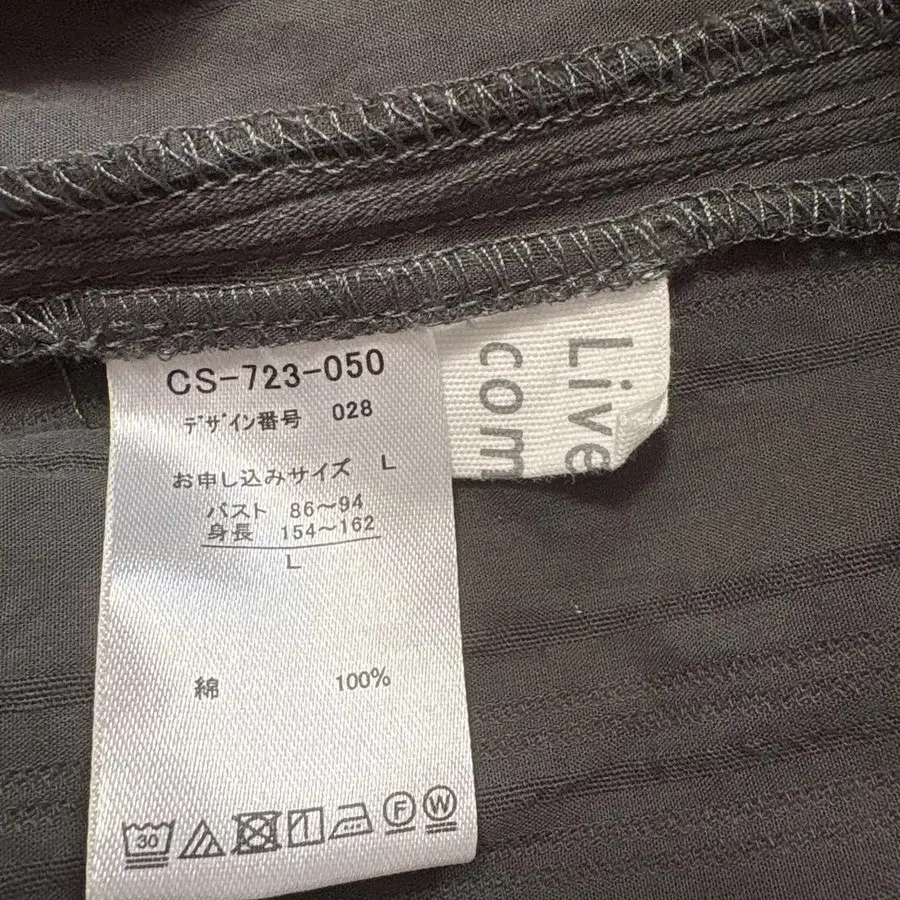 CS-723-050
デザイン番号 028
お申し込みサイズ L
バスト 86～94
身長 154～162
L
綿 100%
30
F
W
Live
com